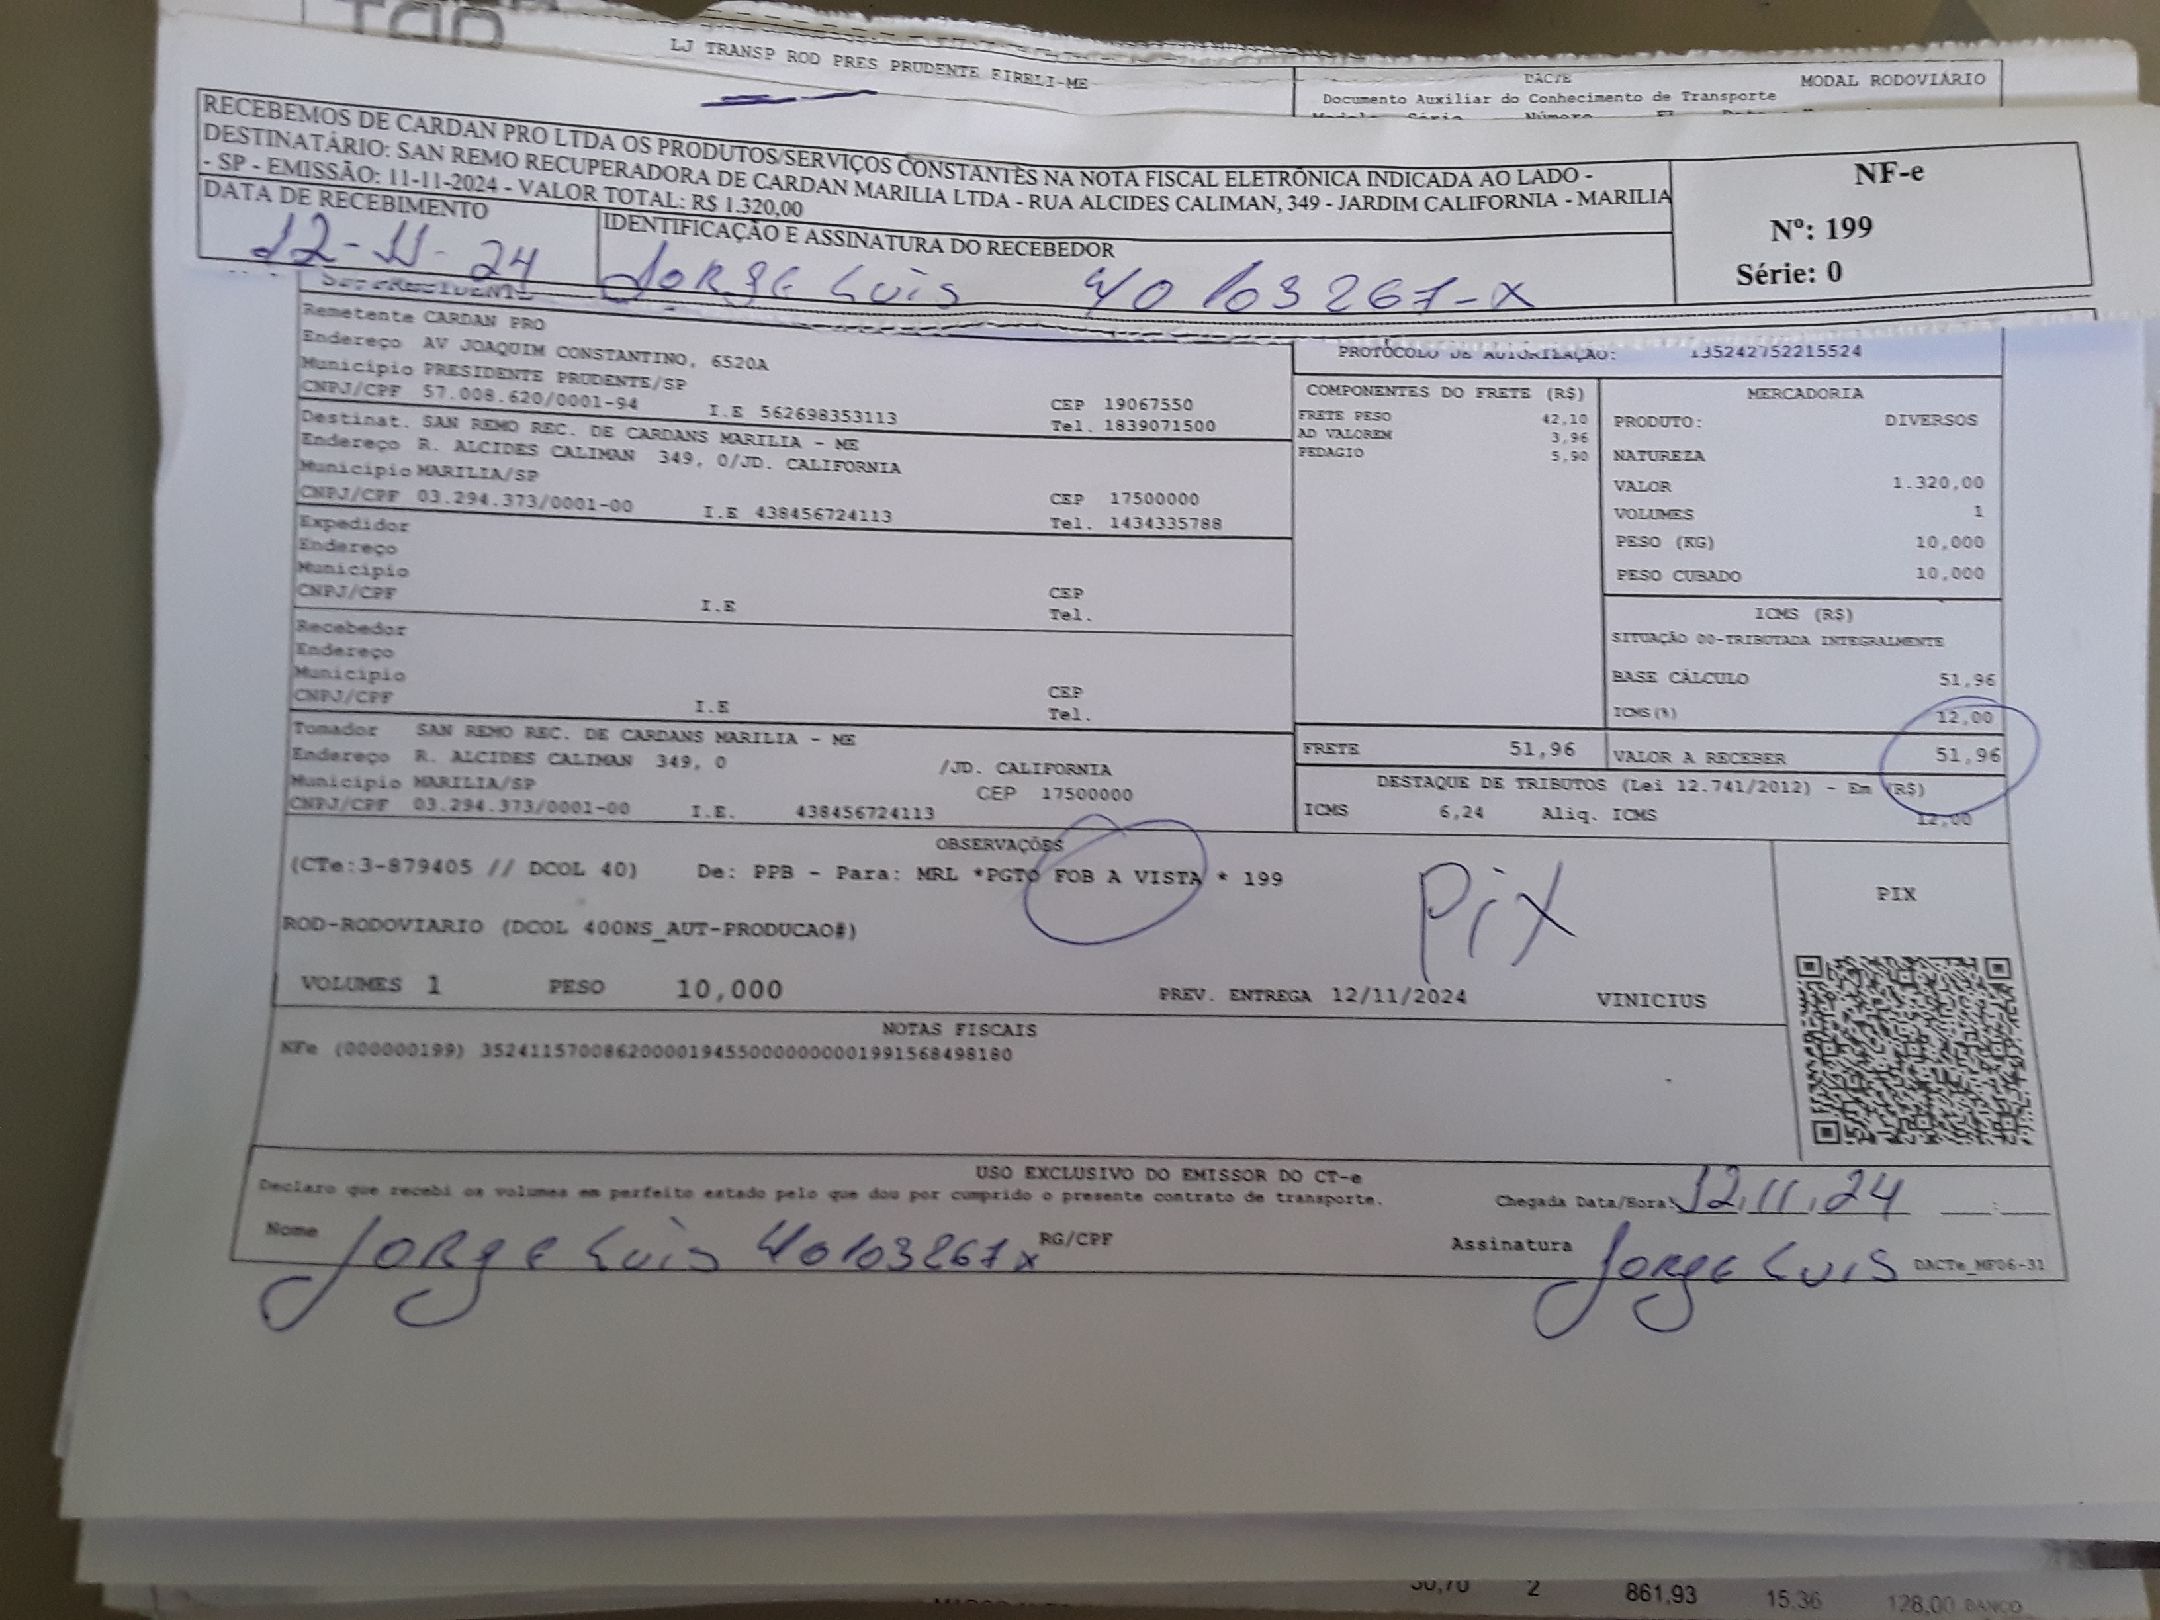 LJ TRANSP ROD PRES PRUDENTE EIRELI-ME
DACTE
MODAL RODOVIÁRIO
Documento Auxiliar do Conhecimento de Transporte
RECEBEMOS DE CARDAN PRO LTDA OS PRODUTOS/SERVIÇOS CONSTANTES NA NOTA FISCAL ELETRÔNICA INDICADA AO LADO -
DESTINATÁRIO: SAN REMO RECUPERADORA DE CARDAN MARILIA LTDA - RUA ALCIDES CALIMAN, 349 - JARDIM CALIFORNIA - MARILIA
- SP - EMISSÃO: 11-11-2024 - VALOR TOTAL: R$ 1.320,00
NF-e
Nº: 199
Série: 0
DATA DE RECEBIMENTO
12-11-24
IDENTIFICAÇÃO E ASSINATURA DO RECEBEDOR
Jorge Luis 40103267-x
Remetente CARDAN PRO
Endereço AV JOAQUIM CONSTANTINO, 6520A
Município PRESIDENTE PRUDENTE/SP
CEP 19067550
CNPJ/CPF 57.008.620/0001-94 I.E 562698353113
Tel. 1839071500
Destinat. SAN REMO REC. DE CARDANS MARILIA - ME
Endereço R. ALCIDES CALIMAN 349, 0/JD. CALIFORNIA
Município MARILIA/SP
CEP 17500000
CNPJ/CPF 03.294.373/0001-00 I.E 438456724113
Tel. 1434335788
Expedidor
Endereço
Município
CEP
CNPJ/CPF I.E
Tel.
Recebedor
Endereço
Município
CEP
CNPJ/CPF I.E
Tel.
Tomador SAN REMO REC. DE CARDANS MARILIA - ME
Endereço R. ALCIDES CALIMAN 349, 0 /JD. CALIFORNIA
Município MARILIA/SP CEP 17500000
CNPJ/CPF 03.294.373/0001-00 I.E. 438456724113
PROTOCOLO DE AUTORIZAÇÃO: 135242752215524
COMPONENTES DO FRETE (R$)
FRETE PESO 42,10
AD VALOREM 3,96
PEDAGIO 5,90
MERCADORIA
PRODUTO: DIVERSOS
NATUREZA
VALOR 1.320,00
VOLUMES 1
PESO (KG) 10,000
PESO CUBADO 10,000
ICMS (R$)
SITUAÇÃO 00-TRIBUTADA INTEGRALMENTE
BASE CÁLCULO 51,96
ICMS(%) 12,00
FRETE 51,96
VALOR A RECEBER 51,96
DESTAQUE DE TRIBUTOS (Lei 12.741/2012) - Em (R$)
ICMS 6,24 Aliq. ICMS 12,00
OBSERVAÇÕES
(CTe:3-879405 // DCOL 40) De: PPB - Para: MRL *PGTO FOB A VISTA * 199
Pix
PIX
ROD-RODOVIARIO (DCOL 400NS_AUT-PRODUCAO#)
VOLUMES 1 PESO 10,000 PREV. ENTREGA 12/11/2024 VINICIUS
NOTAS FISCAIS
NFe (000000199) 35241157008620000194550000000001991568498180
USO EXCLUSIVO DO EMISSOR DO CT-e
Declaro que recebi os volumes em perfeito estado pelo que dou por cumprido o presente contrato de transporte.
Chegada Data/Hora: 12,11,24 __:__
Nome Jorge Luis 40103267x RG/CPF
Assinatura Jorge Luis DACTe_MF06-31
30,70 2 861,93 15,36 128,00 BANCO